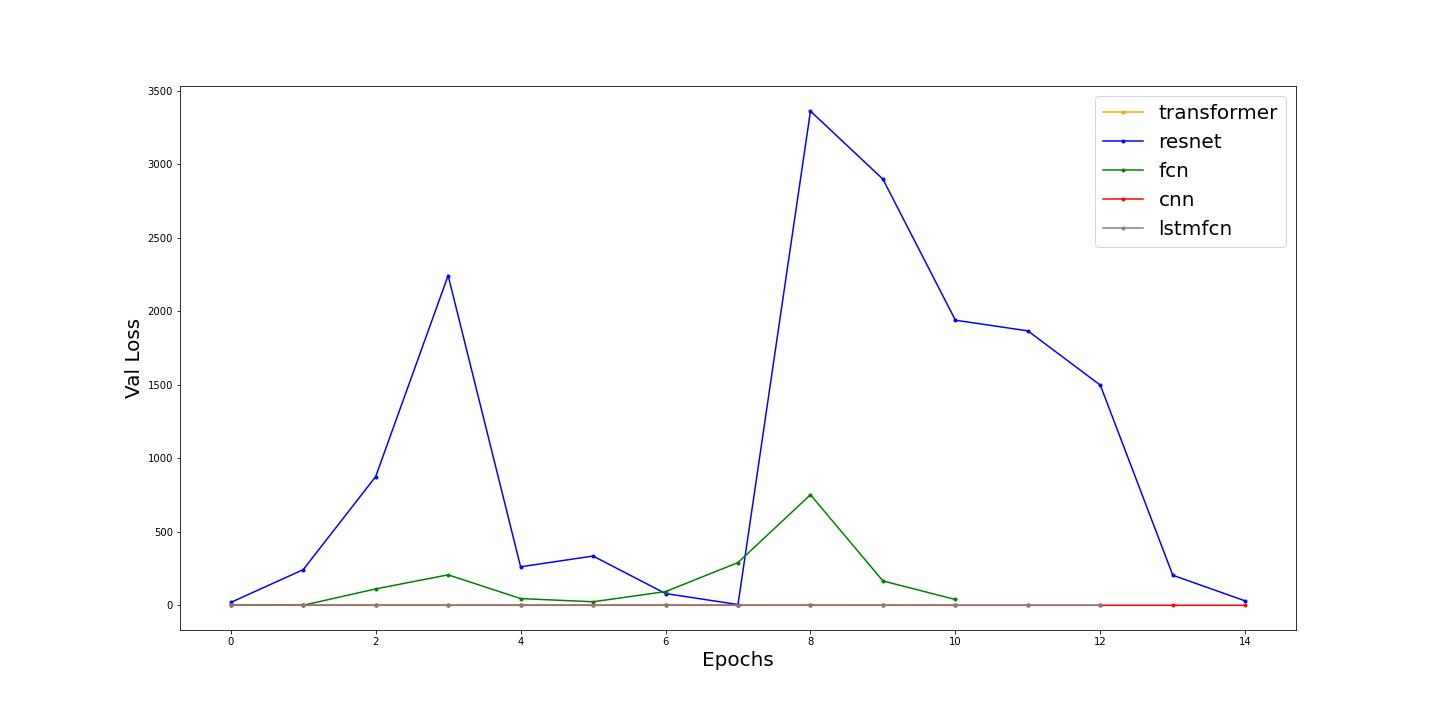 3500
3000
2500
2000
1500
1000
500
0
Val Loss
0 2 4 6 8 10 12 14
Epochs
transformer
resnet
fcn
cnn
lstmfcn